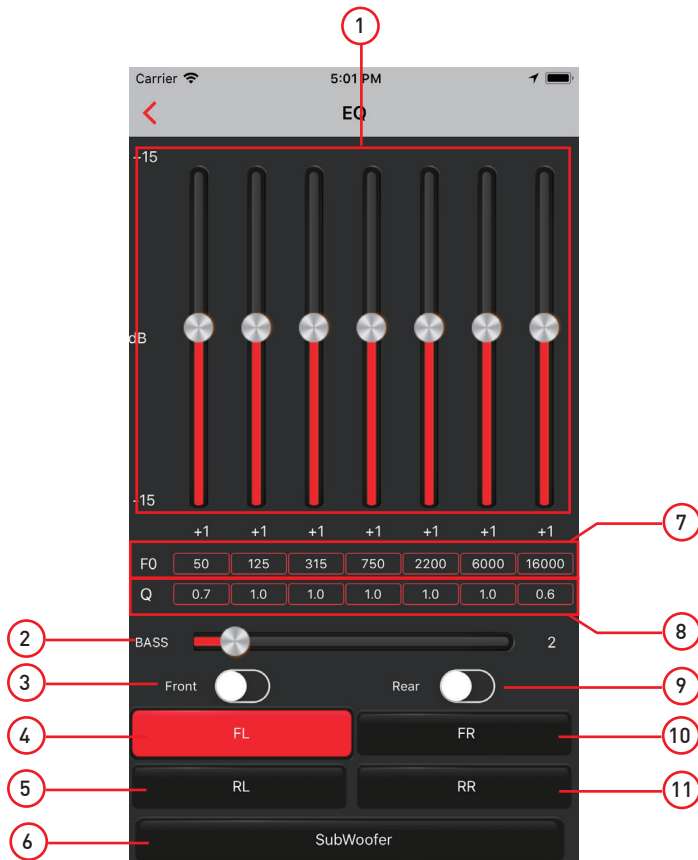 1
Carrier 5:01 PM
EQ
+15
dB
-15
+1 +1 +1 +1 +1 +1 +1
7
F0 50 125 315 750 2200 6000 16000
Q 0.7 1.0 1.0 1.0 1.0 1.0 0.6
8
2 BASS 2
3 Front Rear 9
4 FL FR 10
5 RL RR 11
6 SubWoofer